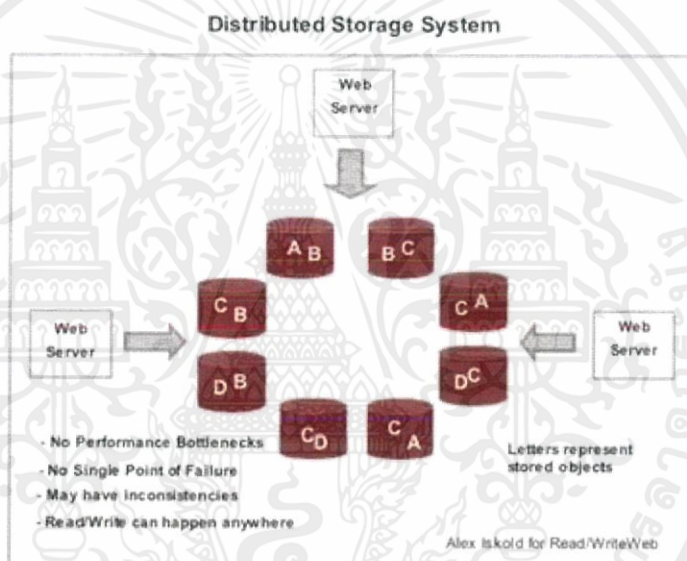 Distributed Storage System
Web
Server
A B
B C
C B
C A
Web
Server
Web
Server
D B
D C
C D
C A
- No Performance Bottlenecks
- No Single Point of Failure
- May have inconsistencies
- Read/Write can happen anywhere
Letters represent
stored objects
Alex Iskold for Read/WriteWeb